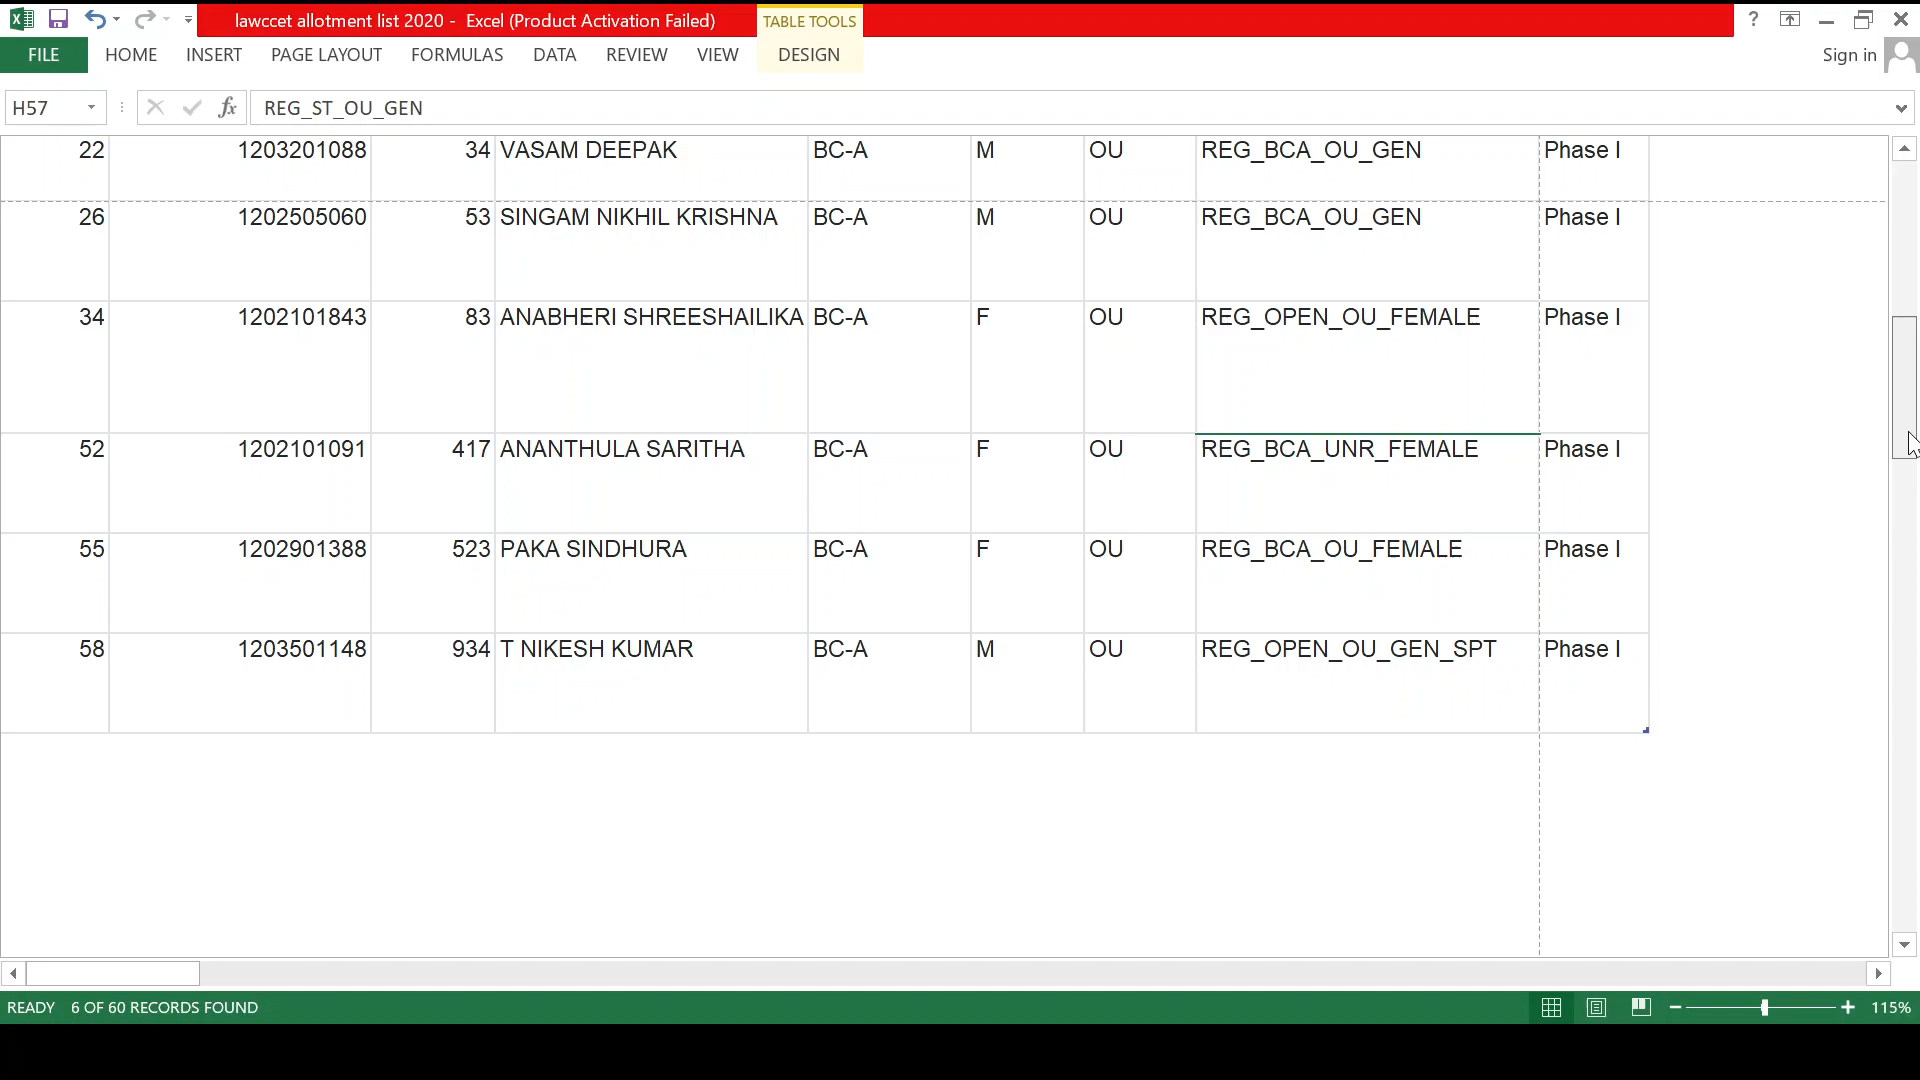 lawccet allotment list 2020 - Excel (Product Activation Failed) TABLE TOOLS ?
FILE HOME INSERT PAGE LAYOUT FORMULAS DATA REVIEW VIEW DESIGN Sign in
H57 fx REG_ST_OU_GEN
22 1203201088 34 VASAM DEEPAK BC-A M OU REG_BCA_OU_GEN Phase I
26 1202505060 53 SINGAM NIKHIL KRISHNA BC-A M OU REG_BCA_OU_GEN Phase I
34 1202101843 83 ANABHERI SHREESHAILIKA BC-A F OU REG_OPEN_OU_FEMALE Phase I
52 1202101091 417 ANANTHULA SARITHA BC-A F OU REG_BCA_UNR_FEMALE Phase I
55 1202901388 523 PAKA SINDHURA BC-A F OU REG_BCA_OU_FEMALE Phase I
58 1203501148 934 T NIKESH KUMAR BC-A M OU REG_OPEN_OU_GEN_SPT Phase I
READY 6 OF 60 RECORDS FOUND 115%